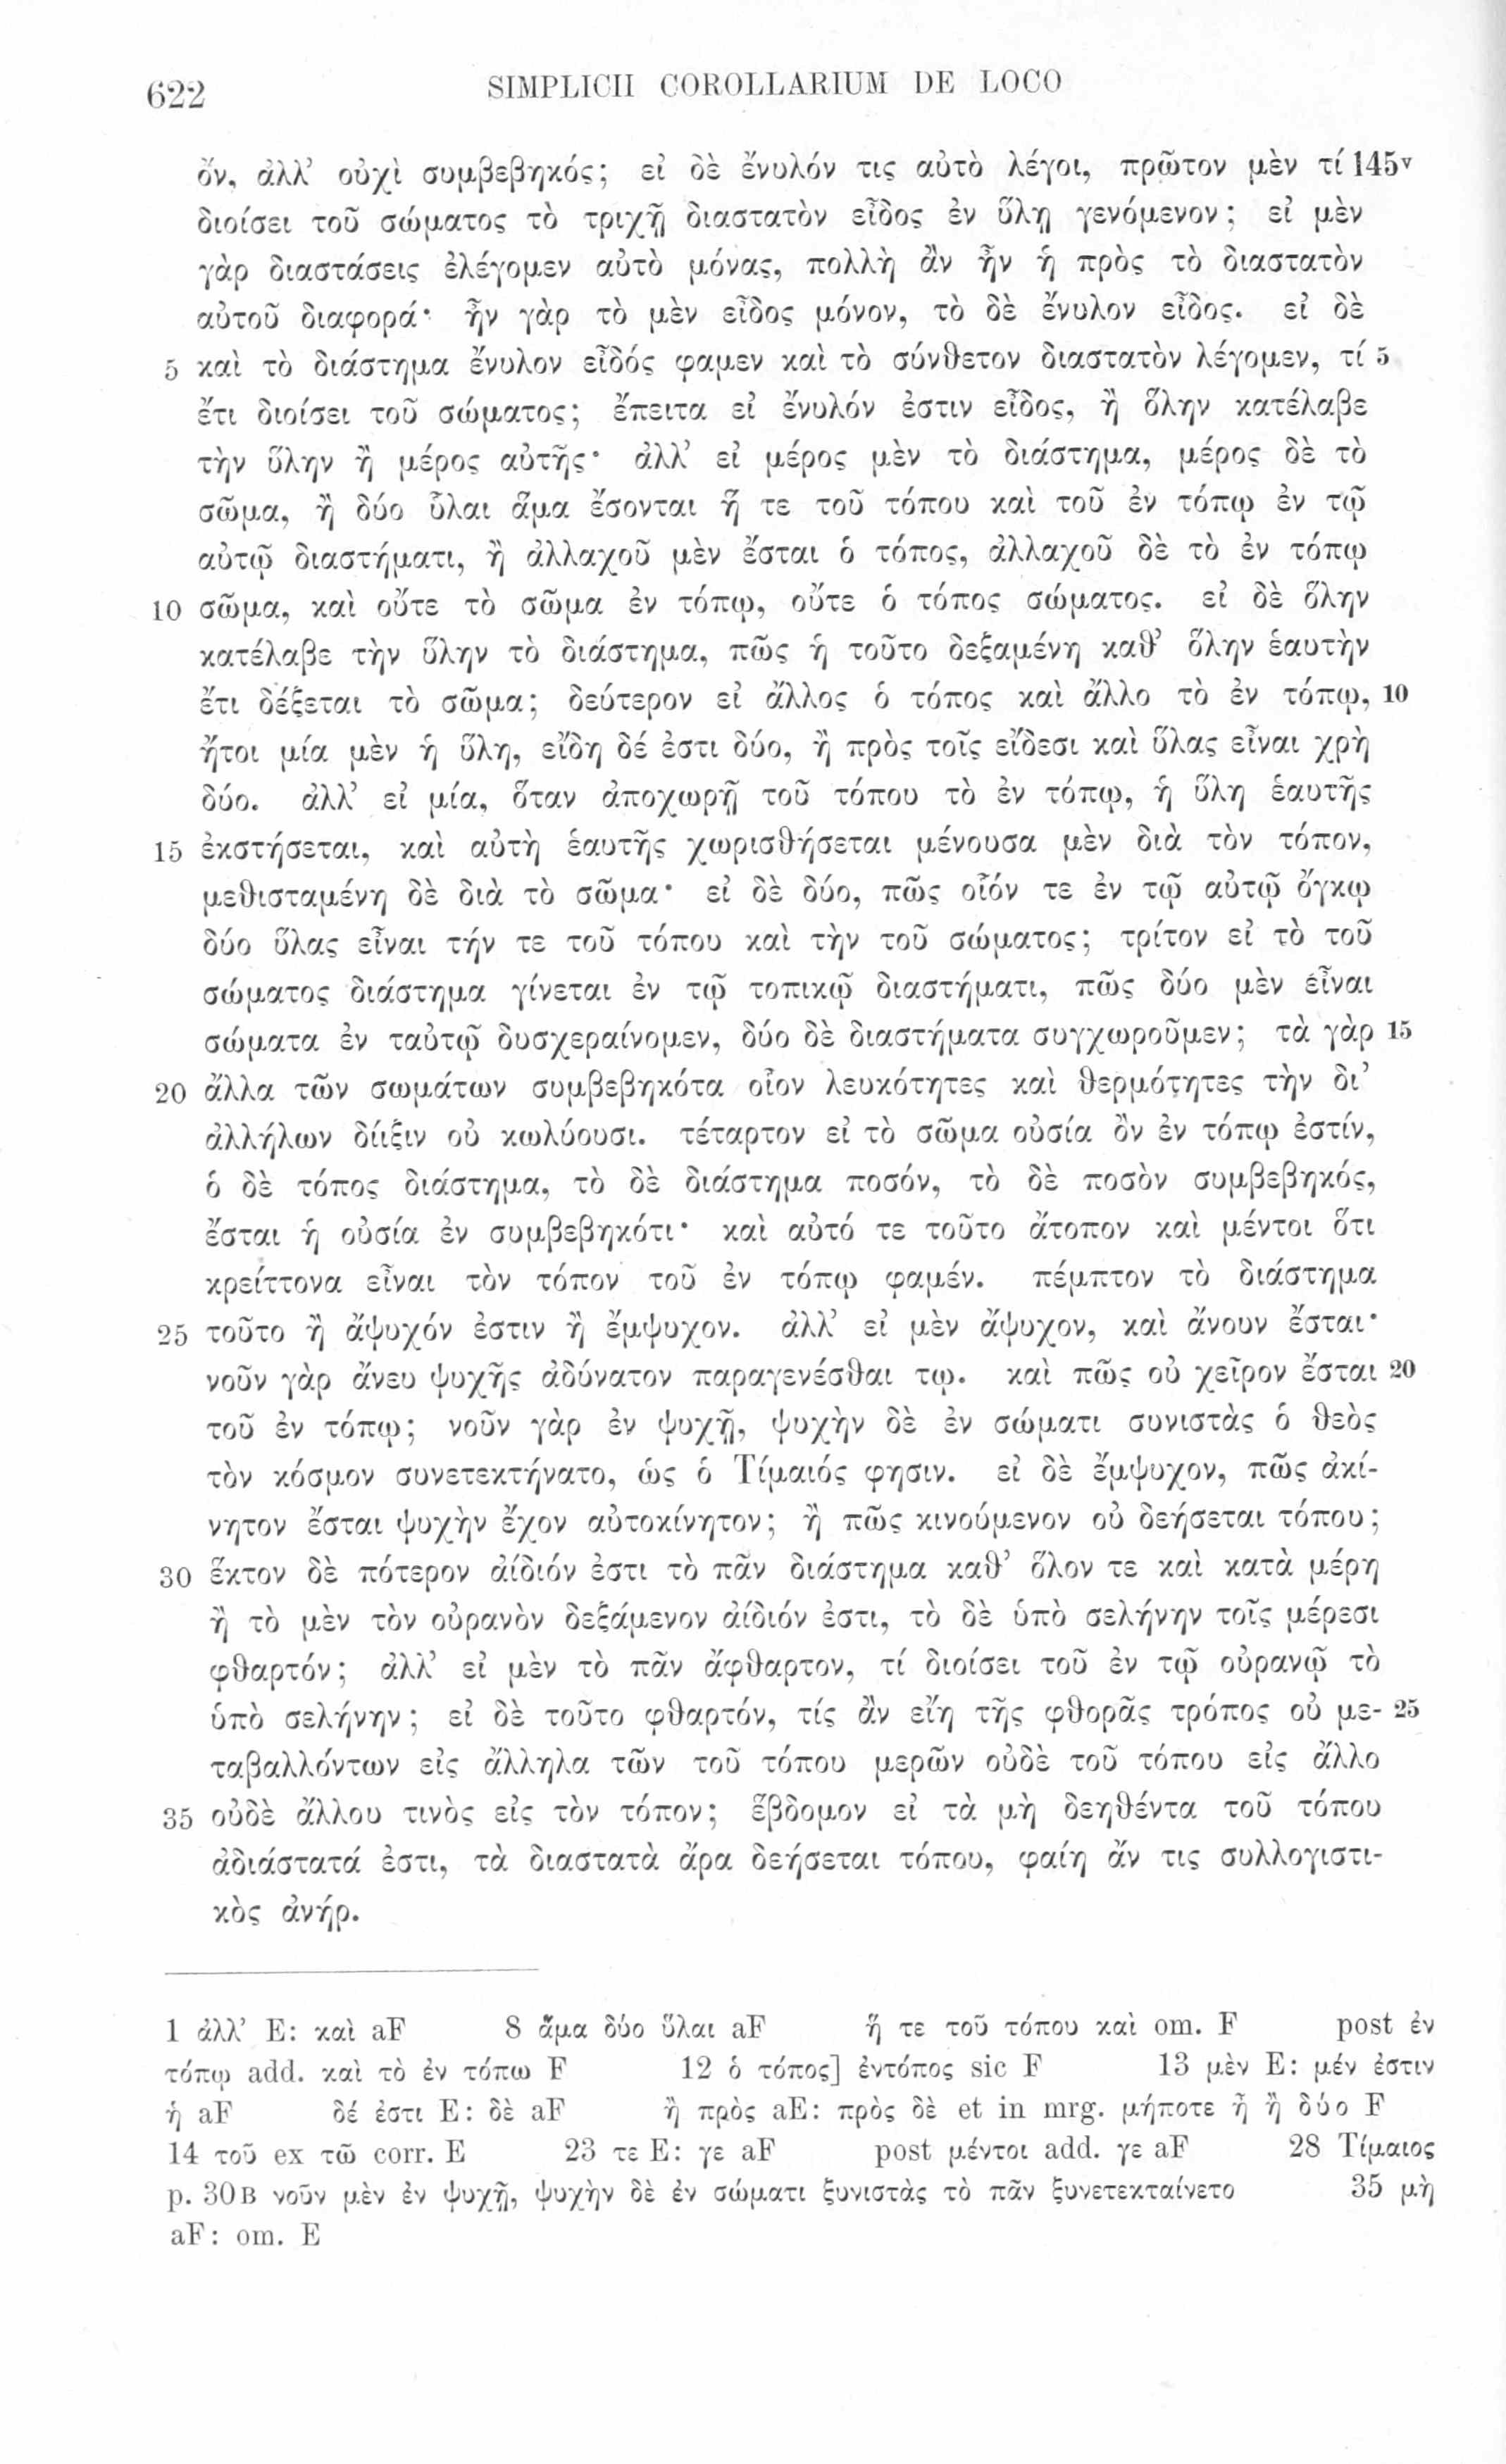 622 SIMPLICII COROLLARIUM DE LOCO
ὄν, ἀλλ’ οὐχὶ συμβεβηκός; εἰ δὲ ἔνυλόν τις αὐτὸ λέγοι, πρῶτον μὲν τί 145ᵛ
διοίσει τοῦ σώματος τὸ τριχῇ διαστατὸν εἶδος ἐν ὕλῃ γενόμενον; εἰ μὲν
γὰρ διαστάσεις ἐλέγομεν αὐτὸ μόνας, πολλὴ ἂν ἦν ἡ πρὸς τὸ διαστατὸν
αὐτοῦ διαφορά· ἦν γὰρ τὸ μὲν εἶδος μόνον, τὸ δὲ ἔνυλον εἶδος. εἰ δὲ
5 καὶ τὸ διάστημα ἔνυλον εἶδός φαμεν καὶ τὸ σύνθετον διαστατὸν λέγομεν, τί 5
ἔτι διοίσει τοῦ σώματος; ἔπειτα εἰ ἔνυλόν ἐστιν εἶδος, ἢ ὅλην κατέλαβε
τὴν ὕλην ἢ μέρος αὐτῆς· ἀλλ’ εἰ μέρος μὲν τὸ διάστημα, μέρος δὲ τὸ
σῶμα, ἢ δύο ὗλαι ἅμα ἔσονται ἥ τε τοῦ τόπου καὶ τοῦ ἐν τόπῳ ἐν τῷ
αὐτῷ διαστήματι, ἢ ἀλλαχοῦ μὲν ἔσται ὁ τόπος, ἀλλαχοῦ δὲ τὸ ἐν τόπῳ
10 σῶμα, καὶ οὔτε τὸ σῶμα ἐν τόπῳ, οὔτε ὁ τόπος σώματος. εἰ δὲ ὅλην
κατέλαβε τὴν ὕλην τὸ διάστημα, πῶς ἡ τοῦτο δεξαμένη καθ’ ὅλην ἑαυτὴν
ἔτι δέξεται τὸ σῶμα; δεύτερον εἰ ἄλλος ὁ τόπος καὶ ἄλλο τὸ ἐν τόπῳ, 10
ἤτοι μία μὲν ἡ ὕλη, εἴδη δέ ἐστι δύο, ἢ πρὸς τοῖς εἴδεσι καὶ ὕλας εἶναι χρὴ
δύο. ἀλλ’ εἰ μία, ὅταν ἀποχωρῇ τοῦ τόπου τὸ ἐν τόπῳ, ἡ ὕλη ἑαυτῆς
15 ἐκστήσεται, καὶ αὐτὴ ἑαυτῆς χωρισθήσεται μένουσα μὲν διὰ τὸν τόπον,
μεθισταμένη δὲ διὰ τὸ σῶμα· εἰ δὲ δύο, πῶς οἷόν τε ἐν τῷ αὐτῷ ὄγκῳ
δύο ὕλας εἶναι τήν τε τοῦ τόπου καὶ τὴν τοῦ σώματος; τρίτον εἰ τὸ τοῦ
σώματος διάστημα γίνεται ἐν τῷ τοπικῷ διαστήματι, πῶς δύο μὲν εἶναι
σώματα ἐν ταὐτῷ δυσχεραίνομεν, δύο δὲ διαστήματα συγχωροῦμεν; τὰ γὰρ 15
20 ἄλλα τῶν σωμάτων συμβεβηκότα οἷον λευκότητες καὶ θερμότητες τὴν δι’
ἀλλήλων δίιξιν οὐ κωλύουσι. τέταρτον εἰ τὸ σῶμα οὐσία ὂν ἐν τόπῳ ἐστίν,
ὁ δὲ τόπος διάστημα, τὸ δὲ διάστημα ποσόν, τὸ δὲ ποσὸν συμβεβηκός,
ἔσται ἡ οὐσία ἐν συμβεβηκότι· καὶ αὐτό τε τοῦτο ἄτοπον καὶ μέντοι ὅτι
κρείττονα εἶναι τὸν τόπον τοῦ ἐν τόπῳ φαμέν. πέμπτον τὸ διάστημα
25 τοῦτο ἢ ἄψυχόν ἐστιν ἢ ἔμψυχον. ἀλλ’ εἰ μὲν ἄψυχον, καὶ ἄνουν ἔσται·
νοῦν γὰρ ἄνευ ψυχῆς ἀδύνατον παραγενέσθαι τῳ. καὶ πῶς οὐ χεῖρον ἔσται 20
τοῦ ἐν τόπῳ; νοῦν γὰρ ἐν ψυχῇ, ψυχὴν δὲ ἐν σώματι συνιστὰς ὁ θεὸς
τὸν κόσμον συνετεκτήνατο, ὡς ὁ Τίμαιός φησιν. εἰ δὲ ἔμψυχον, πῶς ἀκί-
νητον ἔσται ψυχὴν ἔχον αὐτοκίνητον; ἢ πῶς κινούμενον οὐ δεήσεται τόπου;
30 ἕκτον δὲ πότερον ἀίδιόν ἐστι τὸ πᾶν διάστημα καθ’ ὅλον τε καὶ κατὰ μέρη
ἢ τὸ μὲν τὸν οὐρανὸν δεξάμενον ἀίδιόν ἐστι, τὸ δὲ ὑπὸ σελήνην τοῖς μέρεσι
φθαρτόν; ἀλλ’ εἰ μὲν τὸ πᾶν ἄφθαρτον, τί διοίσει τοῦ ἐν τῷ οὐρανῷ τὸ
ὑπὸ σελήνην; εἰ δὲ τοῦτο φθαρτόν, τίς ἂν εἴη τῆς φθορᾶς τρόπος οὐ με- 25
ταβαλλόντων εἰς ἄλληλα τῶν τοῦ τόπου μερῶν οὐδὲ τοῦ τόπου εἰς ἄλλο
35 οὐδὲ ἄλλου τινὸς εἰς τὸν τόπον; ἕβδομον εἰ τὰ μὴ δεηθέντα τοῦ τόπου
ἀδιάστατά ἐστι, τὰ διαστατὰ ἄρα δεήσεται τόπου, φαίη ἄν τις συλλογιστι-
κὸς ἀνήρ.
1 ἀλλ’ E: καὶ aF 8 ἅμα δύο ὕλαι aF ἥ τε τοῦ τόπου καὶ om. F post ἐν
τόπῳ add. καὶ τὸ ἐν τόπω F 12 ὁ τόπος] ἐντόπος sic F 13 μὲν E: μέν ἐστιν
ἡ aF δέ ἐστι E: δὲ aF ἢ πρὸς aE: πρὸς δὲ et in mrg. μήποτε ἦ ἢ δύο F
14 τοῦ ex τῶ corr. E 23 τε E: γε aF post μέντοι add. γε aF 28 Τίμαιος
p. 30B νοῦν μὲν ἐν ψυχῇ, ψυχὴν δὲ ἐν σώματι ξυνιστὰς τὸ πᾶν ξυνετεκταίνετο 35 μὴ
aF: om. E